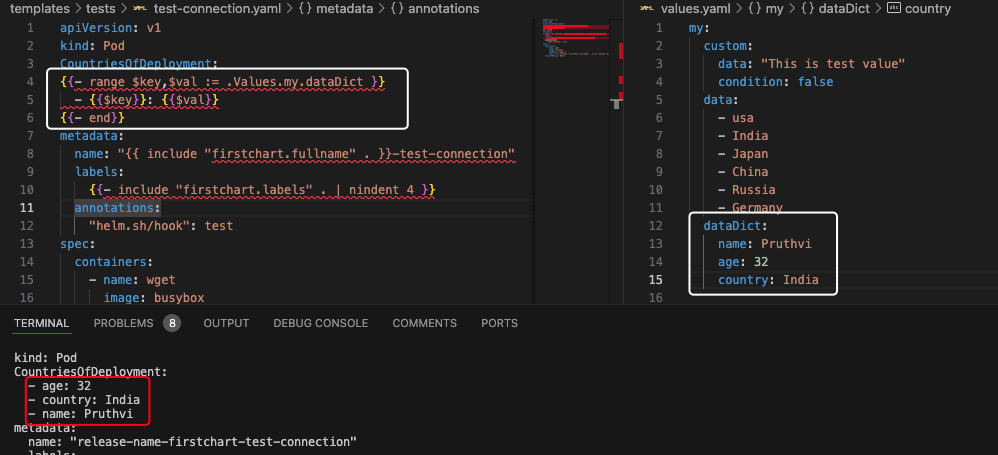 templates > tests > test-connection.yaml > {} metadata > {} annotations
1 apiVersion: v1
2 kind: Pod
3 CountriesOfDeployment:
4 {{- range $key,$val := .Values.my.dataDict }}
5 - {{$key}}: {{$val}}
6 {{- end}}
7 metadata:
8 name: "{{ include "firstchart.fullname" . }}-test-connection"
9 labels:
10 {{- include "firstchart.labels" . | nindent 4 }}
11 annotations:
12 "helm.sh/hook": test
13 spec:
14 containers:
15 - name: wget
16 image: busybox
values.yaml > {} my > {} dataDict > abc country
1 my:
2 custom:
3 data: "This is test value"
4 condition: false
5 data:
6 - usa
7 - India
8 - Japan
9 - China
10 - Russia
11 - Germany
12 dataDict:
13 name: Pruthvi
14 age: 32
15 country: India
16
TERMINAL PROBLEMS 8 OUTPUT DEBUG CONSOLE COMMENTS PORTS
kind: Pod
CountriesOfDeployment:
- age: 32
- country: India
- name: Pruthvi
metadata:
name: "release-name-firstchart-test-connection"
labels: